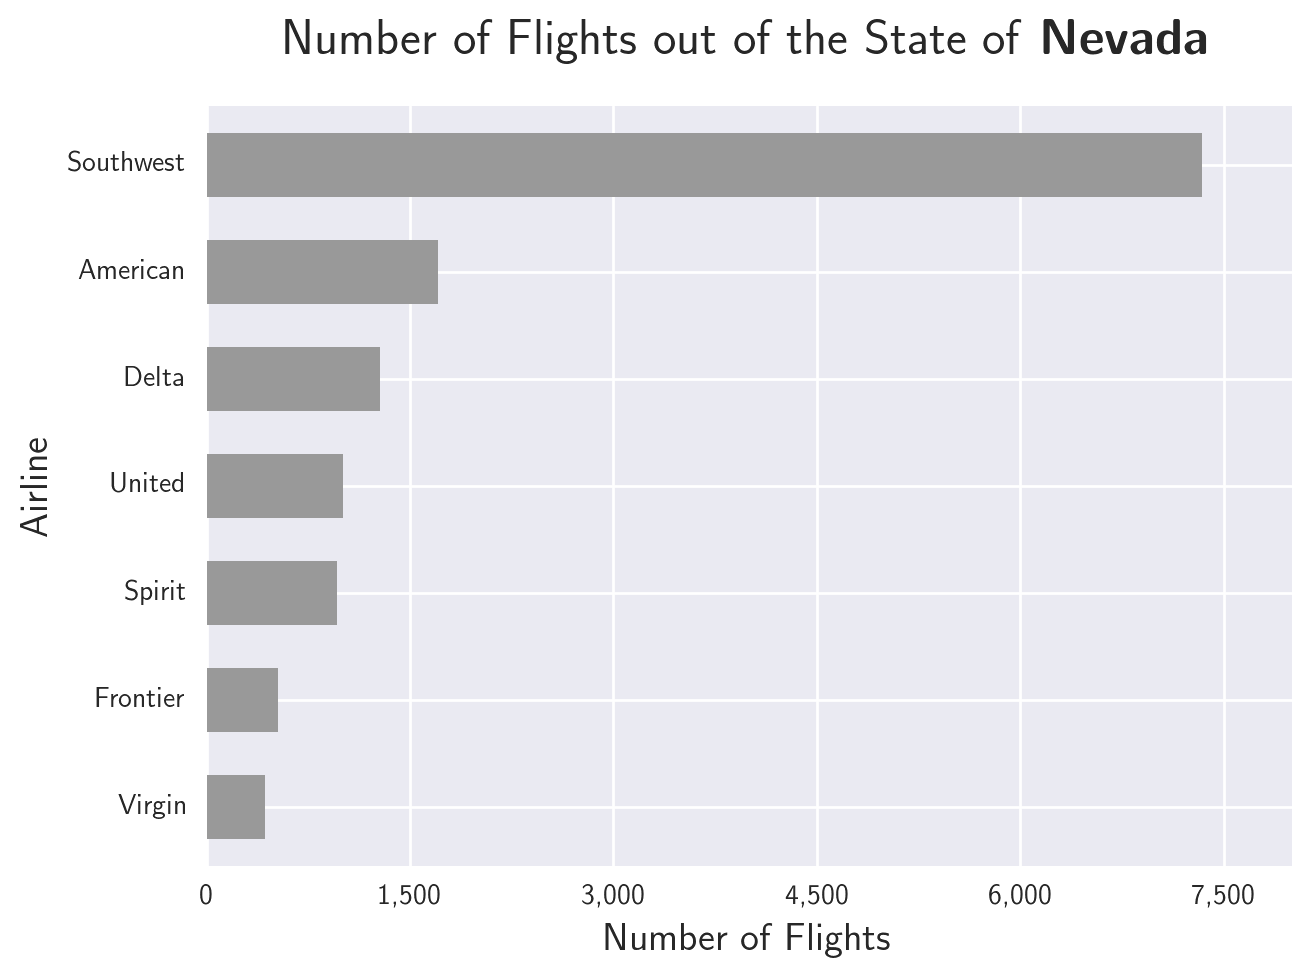 Number of Flights out of the State of Nevada
Southwest
American
Delta
United
Spirit
Frontier
Virgin
Airline
0 1,500 3,000 4,500 6,000 7,500
Number of Flights